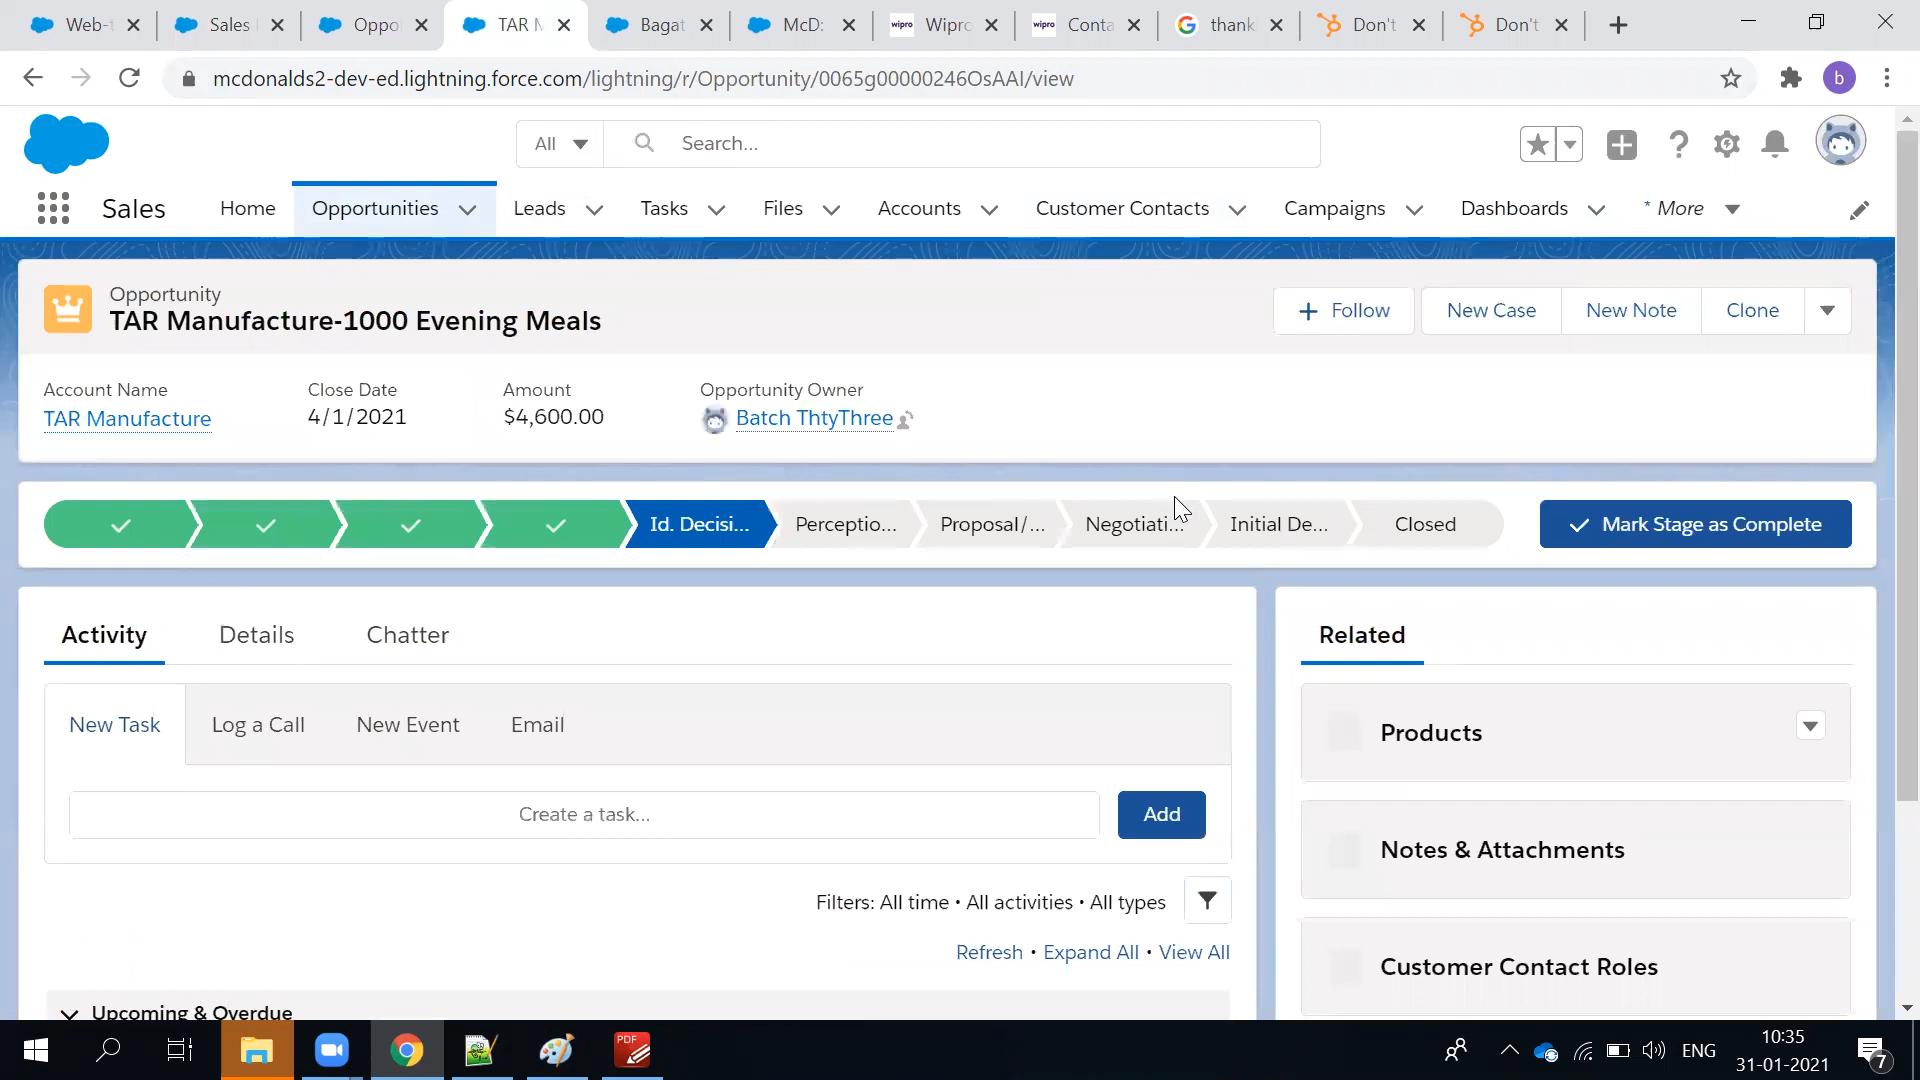 Web-t
Sales
Oppo
TAR M
Bagat
McD:
wipro Wipro
wipro Conta
thank
Don't
Don't
mcdonalds2-dev-ed.lightning.force.com/lightning/r/Opportunity/0065g00000246OsAAI/view
b
All
Search...
Sales
Home
Opportunities
Leads
Tasks
Files
Accounts
Customer Contacts
Campaigns
Dashboards
* More
Opportunity
TAR Manufacture-1000 Evening Meals
Follow
New Case
New Note
Clone
Account Name
Close Date
Amount
Opportunity Owner
TAR Manufacture
4/1/2021
$4,600.00
Batch ThtyThree
Id. Decisi...
Perceptio...
Proposal/...
Negotiati...
Initial De...
Closed
Mark Stage as Complete
Activity
Details
Chatter
Related
New Task
Log a Call
New Event
Email
Products
Create a task...
Add
Notes & Attachments
Filters: All time • All activities • All types
Refresh • Expand All • View All
Customer Contact Roles
Upcoming & Overdue
PDF
ENG
10:35
31-01-2021
7